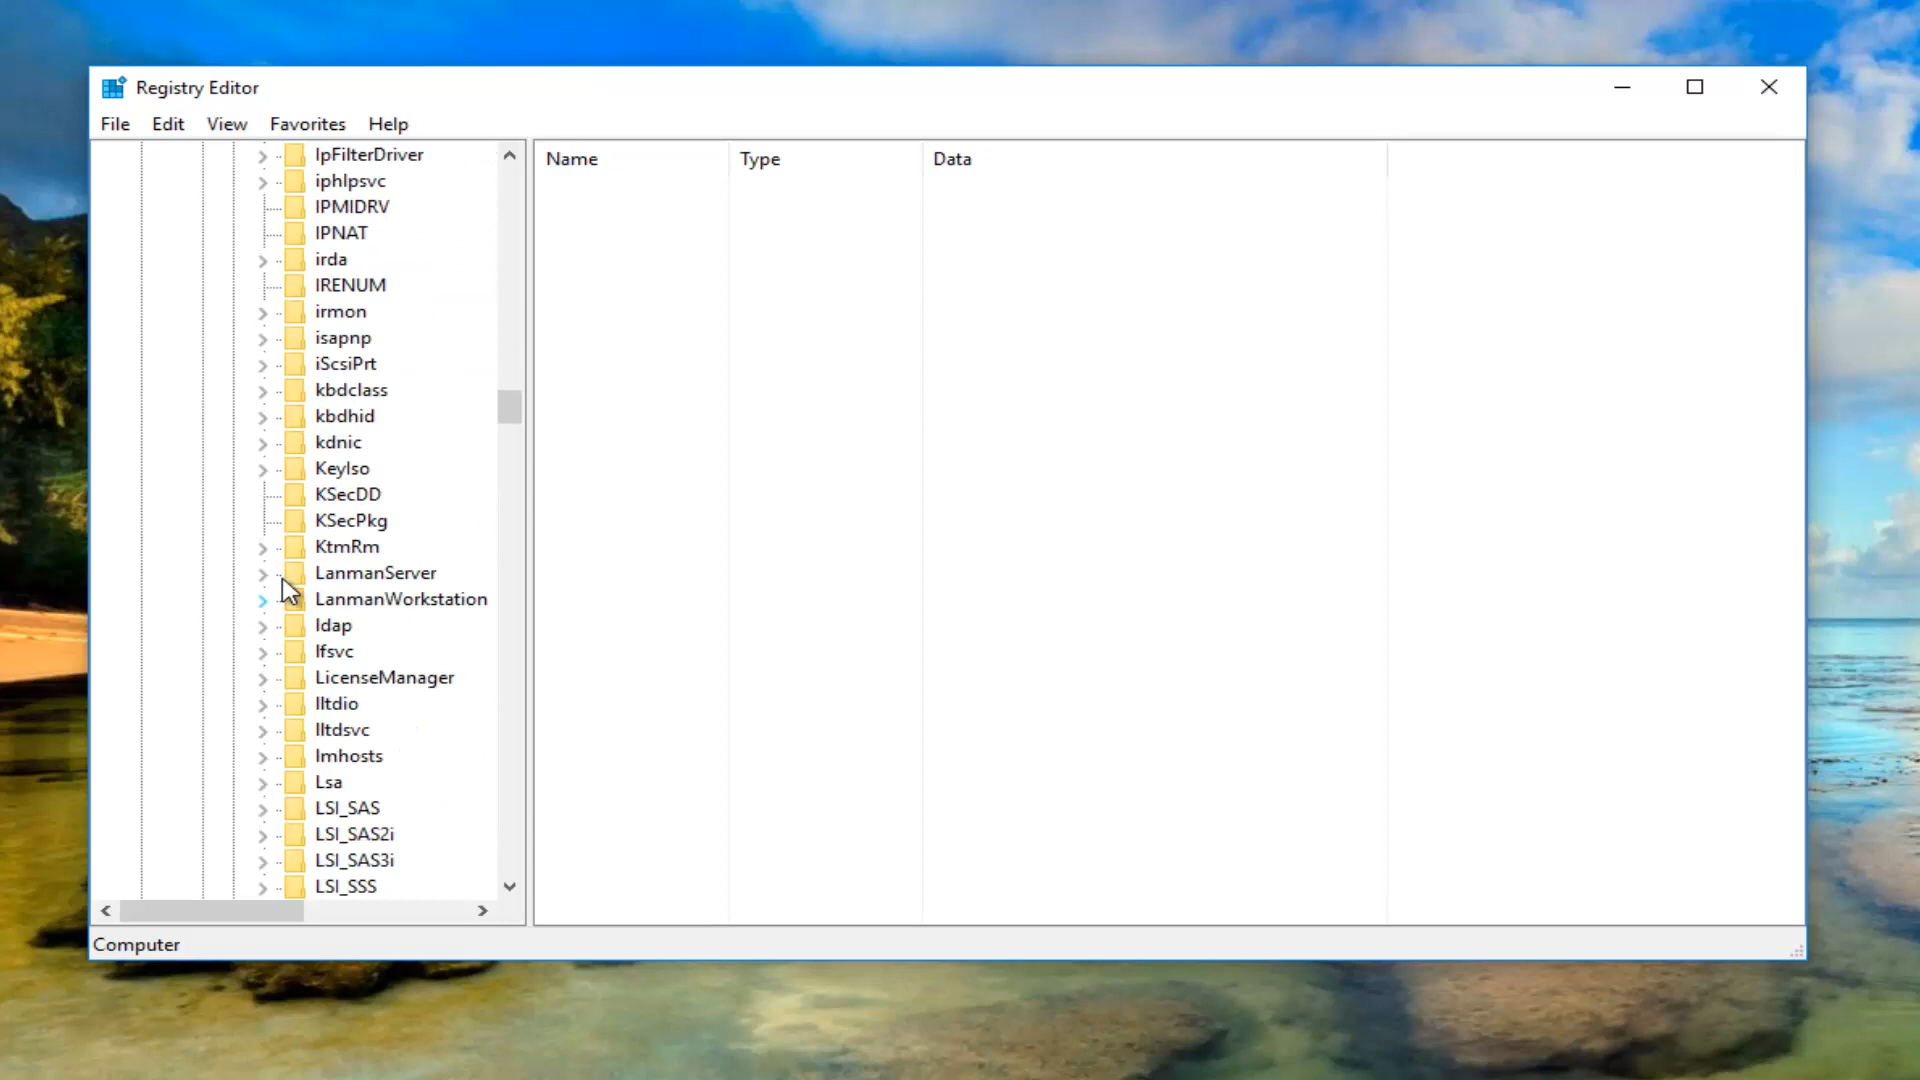 Registry Editor
File Edit View Favorites Help
Name Type Data
IpFilterDriver
iphlpsvc
IPMIDRV
IPNAT
irda
IRENUM
irmon
isapnp
iScsiPrt
kbdclass
kbdhid
kdnic
KeyIso
KSecDD
KSecPkg
KtmRm
LanmanServer
LanmanWorkstation
ldap
lfsvc
LicenseManager
lltdio
lltdsvc
lmhosts
Lsa
LSI_SAS
LSI_SAS2i
LSI_SAS3i
LSI_SSS
Computer